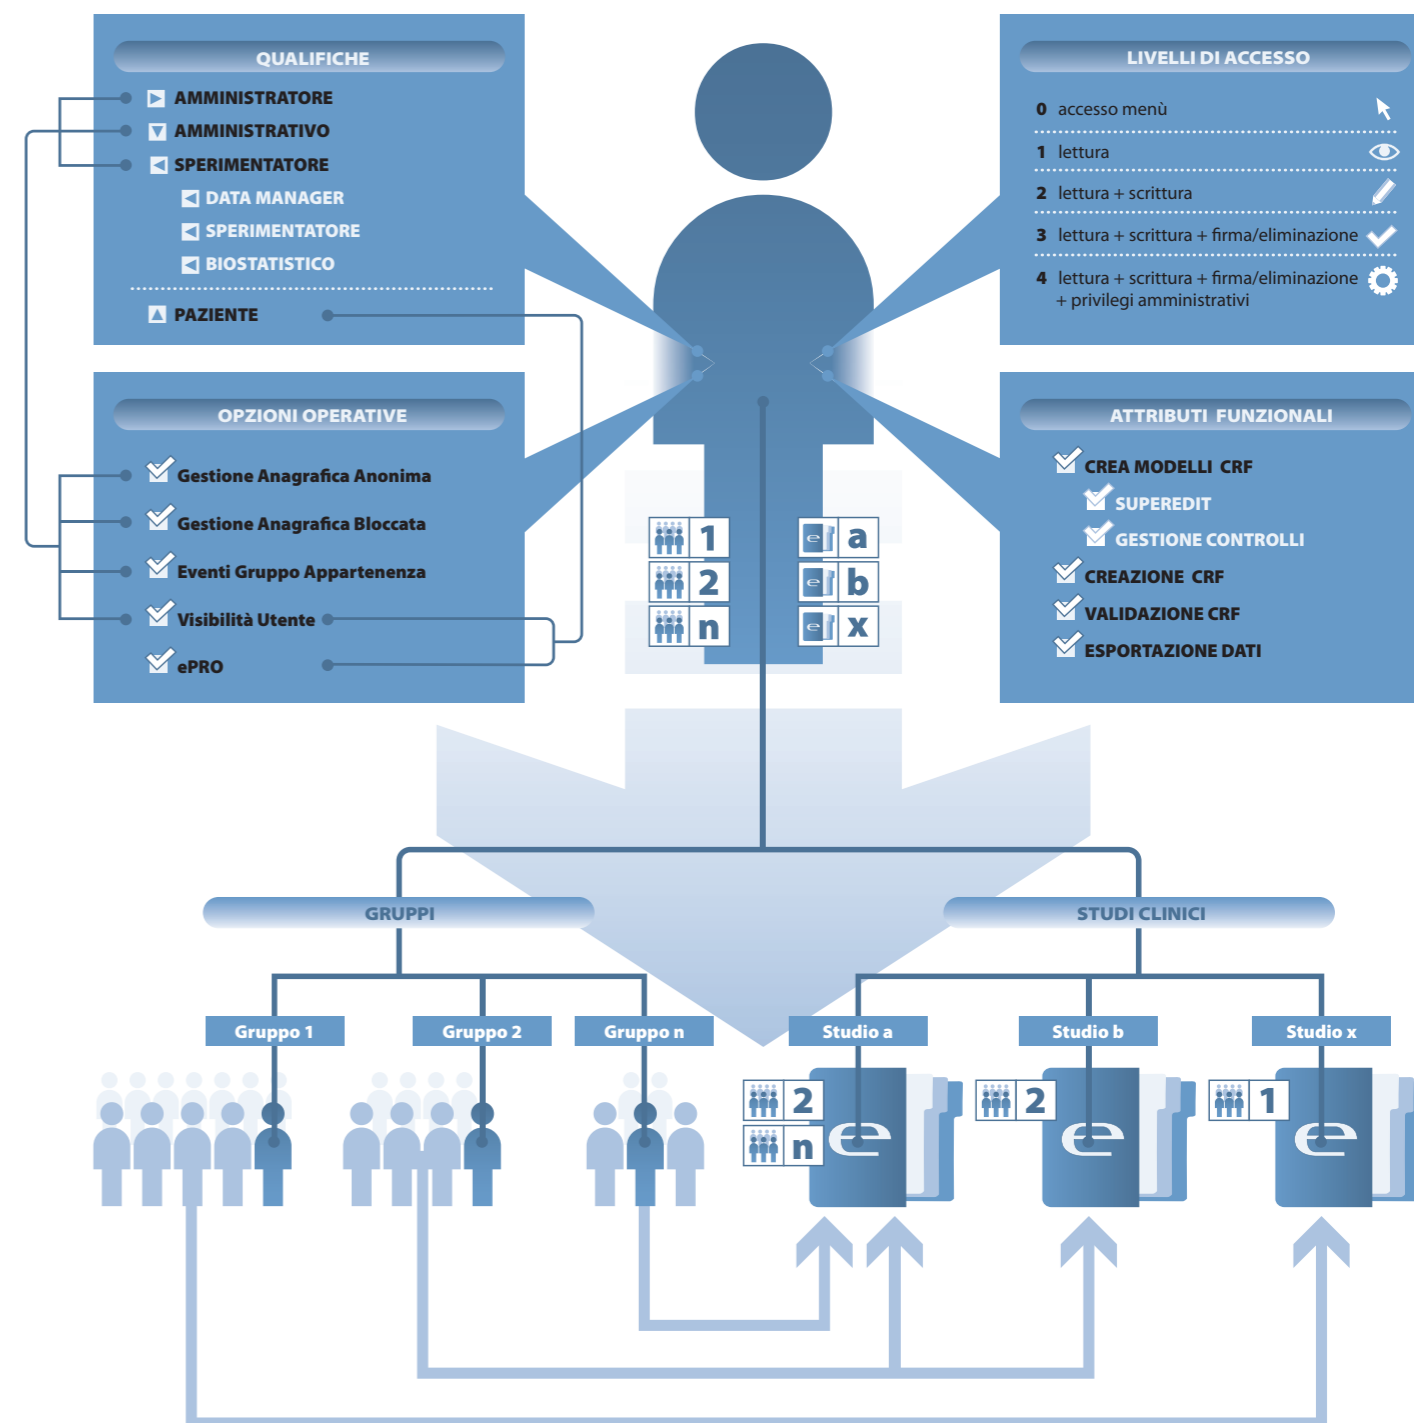 QUALIFICHE
AMMINISTRATORE
AMMINISTRATIVO
SPERIMENTATORE
DATA MANAGER
SPERIMENTATORE
BIOSTATISTICO
PAZIENTE
LIVELLI DI ACCESSO
0 accesso menù
1 lettura
2 lettura + scrittura
3 lettura + scrittura + firma/eliminazione
4 lettura + scrittura + firma/eliminazione
+ privilegi amministrativi
OPZIONI OPERATIVE
Gestione Anagrafica Anonima
Gestione Anagrafica Bloccata
Eventi Gruppo Appartenenza
Visibilità Utente
ePRO
ATTRIBUTI FUNZIONALI
CREA MODELLI CRF
SUPEREDIT
GESTIONE CONTROLLI
CREAZIONE CRF
VALIDAZIONE CRF
ESPORTAZIONE DATI
1
2
n
e a
e b
e x
GRUPPI
STUDI CLINICI
Gruppo 1
Gruppo 2
Gruppo n
Studio a
Studio b
Studio x
2
n
e
2
e
1
e